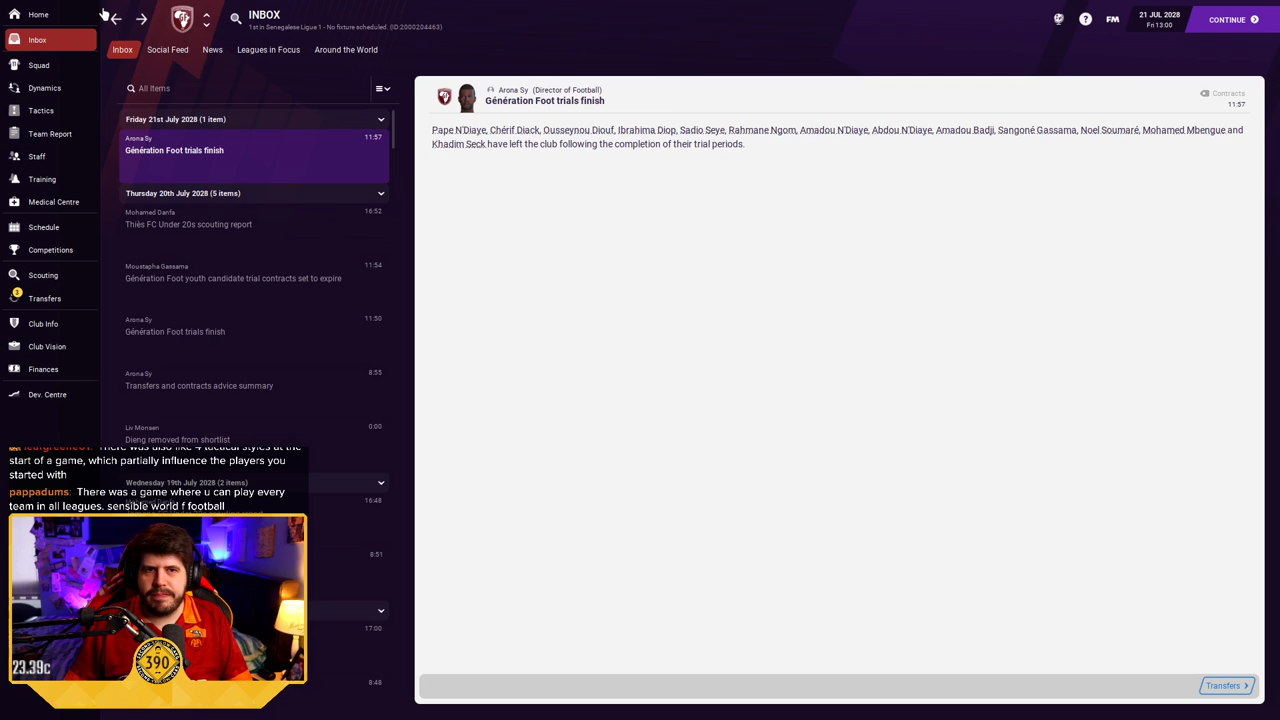 Home
Inbox
Squad
Dynamics
Tactics
Team Report
Staff
Training
Medical Centre
Schedule
Competitions
Scouting
3
Transfers
Club Info
Club Vision
Finances
Dev. Centre
INBOX
1st in Senegalese Ligue 1 - No fixture scheduled. (ID:2000204463)
FM
21 JUL 2028
Fri 13:00
CONTINUE
Inbox
Social Feed
News
Leagues in Focus
Around the World
All Items
Friday 21st July 2028 (1 item)
Arona Sy
11:57
Génération Foot trials finish
Thursday 20th July 2028 (5 items)
Mohamed Danfa
16:52
Thiès FC Under 20s scouting report
Moustapha Gassama
11:54
Génération Foot youth candidate trial contracts set to expire
Arona Sy
11:50
Génération Foot trials finish
Arona Sy
8:55
Transfers and contracts advice summary
Liv Monsen
0:00
Dieng removed from shortlist
Wednesday 19th July 2028 (2 items)
16:48
8:51
17:00
8:48
Arona Sy (Director of Football)
Génération Foot trials finish
Contracts
11:57
Pape N'Diaye, Chérif Diack, Ousseynou Diouf, Ibrahima Diop, Sadio Seye, Rahmane Ngom, Amadou N'Diaye, Abdou N'Diaye, Amadou Badji, Sangoné Gassama, Noel Soumaré, Mohamed Mbengue and
Khadim Seck have left the club following the completion of their trial periods.
Transfers
There was also like 4 tactical styles at the
start of a game, which partially influence the players you
started with
pappadums: There was a game where u can play every
team in all leagues. sensible world f football
23.39c
390